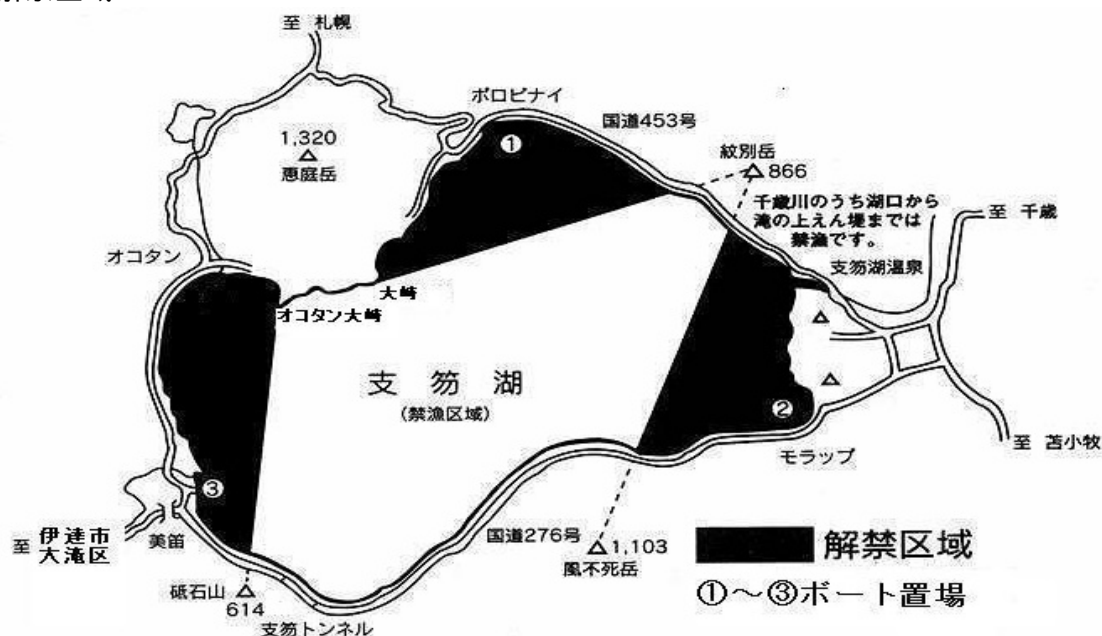 至 札幌
ポロピナイ
国道453号
①
1,320
恵庭岳
紋別岳
866
千歳川のうち湖口から
滝の上えん堤までは
禁漁です。
至 千歳
オコタン
支笏湖温泉
大崎
オコタン大崎
支笏湖
(禁漁区域)
②
至 苫小牧
モラップ
③
至 伊達市
大滝区
美笛
国道276号
1,103
風不死岳
解禁区域
砥石山
614
①～③ボート置場
支笏トンネル